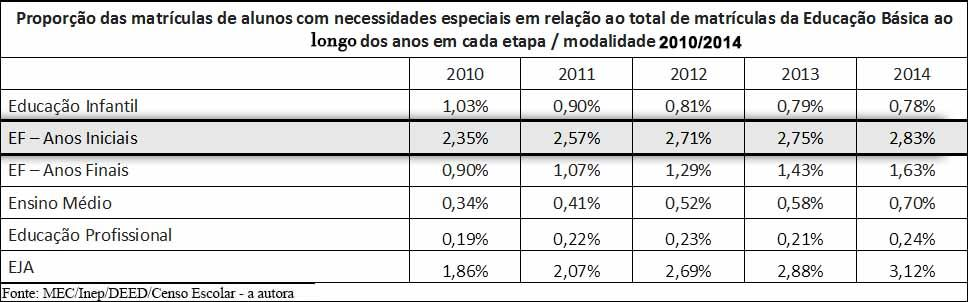 Proporção das matrículas de alunos com necessidades especiais em relação ao total de matrículas da Educação Básica ao
longo dos anos em cada etapa / modalidade 2010/2014
2010 2011 2012 2013 2014
Educação Infantil 1,03% 0,90% 0,81% 0,79% 0,78%
EF – Anos Iniciais 2,35% 2,57% 2,71% 2,75% 2,83%
EF – Anos Finais 0,90% 1,07% 1,29% 1,43% 1,63%
Ensino Médio 0,34% 0,41% 0,52% 0,58% 0,70%
Educação Profissional 0,19% 0,22% 0,23% 0,21% 0,24%
EJA 1,86% 2,07% 2,69% 2,88% 3,12%
Fonte: MEC/Inep/DEED/Censo Escolar - a autora